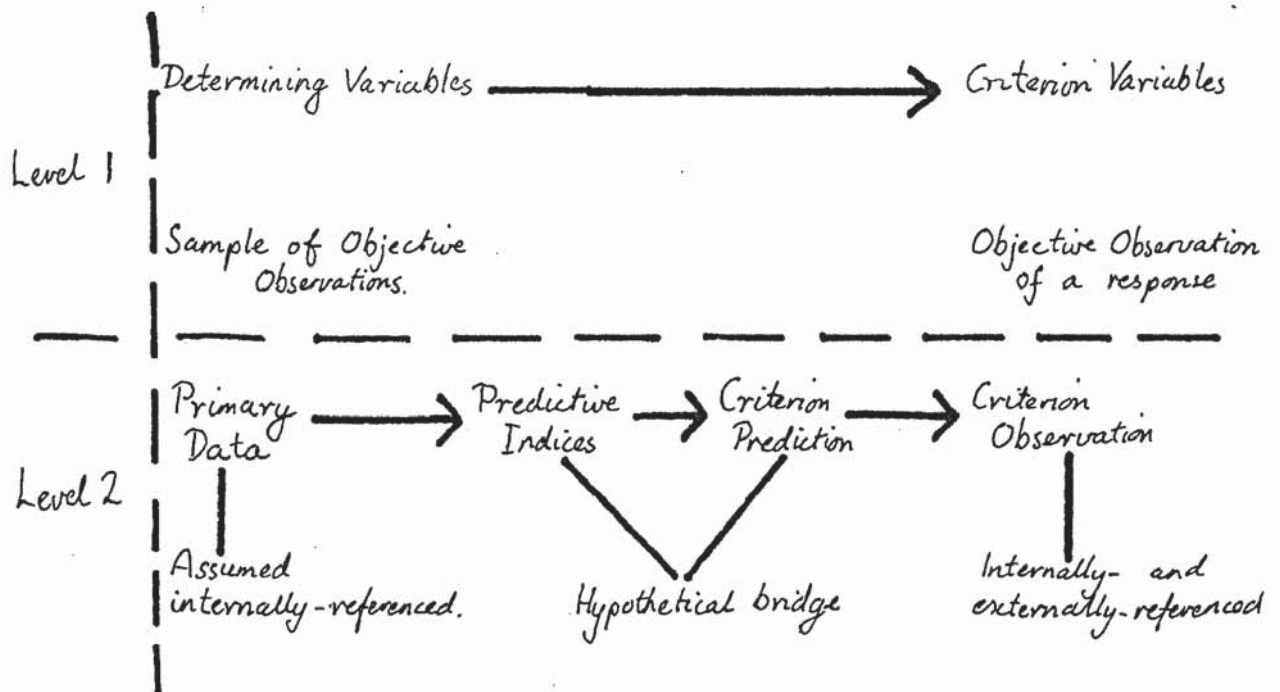 Determining Variables
Criterion Variables
Level 1
Sample of Objective
Observations.
Objective Observation
of a response
Primary
Data
Predictive
Indices
Criterion
Prediction
Criterion
Observation
Level 2
Assumed
internally-referenced.
Hypothetical bridge
Internally- and
externally-referenced